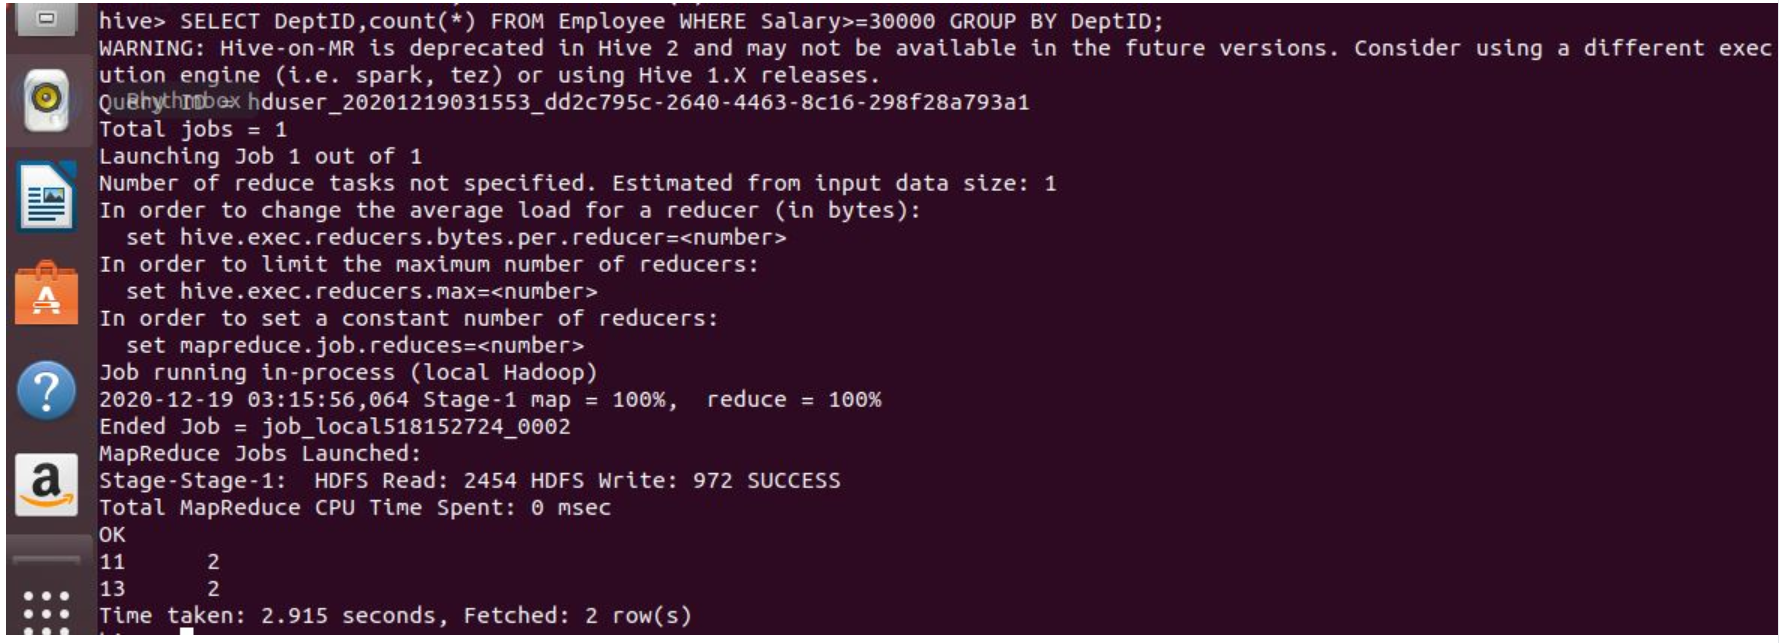 hive> SELECT DeptID,count(*) FROM Employee WHERE Salary>=30000 GROUP BY DeptID;
WARNING: Hive-on-MR is deprecated in Hive 2 and may not be available in the future versions. Consider using a different exec
ution engine (i.e. spark, tez) or using Hive 1.X releases.
Query ID = hduser_20201219031553_dd2c795c-2640-4463-8c16-298f28a793a1
Rhythmbox
Total jobs = 1
Launching Job 1 out of 1
Number of reduce tasks not specified. Estimated from input data size: 1
In order to change the average load for a reducer (in bytes):
  set hive.exec.reducers.bytes.per.reducer=<number>
In order to limit the maximum number of reducers:
  set hive.exec.reducers.max=<number>
In order to set a constant number of reducers:
  set mapreduce.job.reduces=<number>
Job running in-process (local Hadoop)
2020-12-19 03:15:56,064 Stage-1 map = 100%,  reduce = 100%
Ended Job = job_local518152724_0002
MapReduce Jobs Launched:
Stage-Stage-1:  HDFS Read: 2454 HDFS Write: 972 SUCCESS
Total MapReduce CPU Time Spent: 0 msec
OK
11      2
13      2
Time taken: 2.915 seconds, Fetched: 2 row(s)